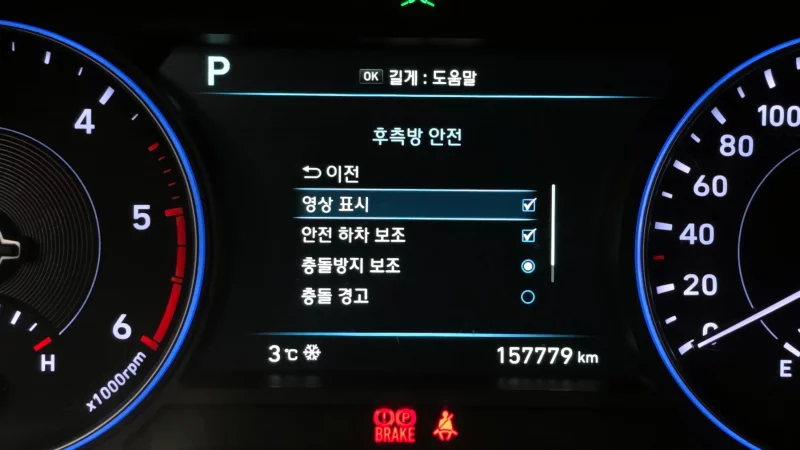 P
OK 길게 : 도움말
후측방 안전
이전
영상 표시
안전 하차 보조
충돌방지 보조
충돌 경고
3℃
157779 km
4
5
6
x1000rpm
H
100
80
60
40
20
0
E
P
BRAKE